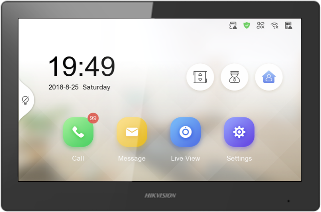 19:49
2018-8-25 Saturday
99
Call
Message
Live View
Settings
HIKVISION